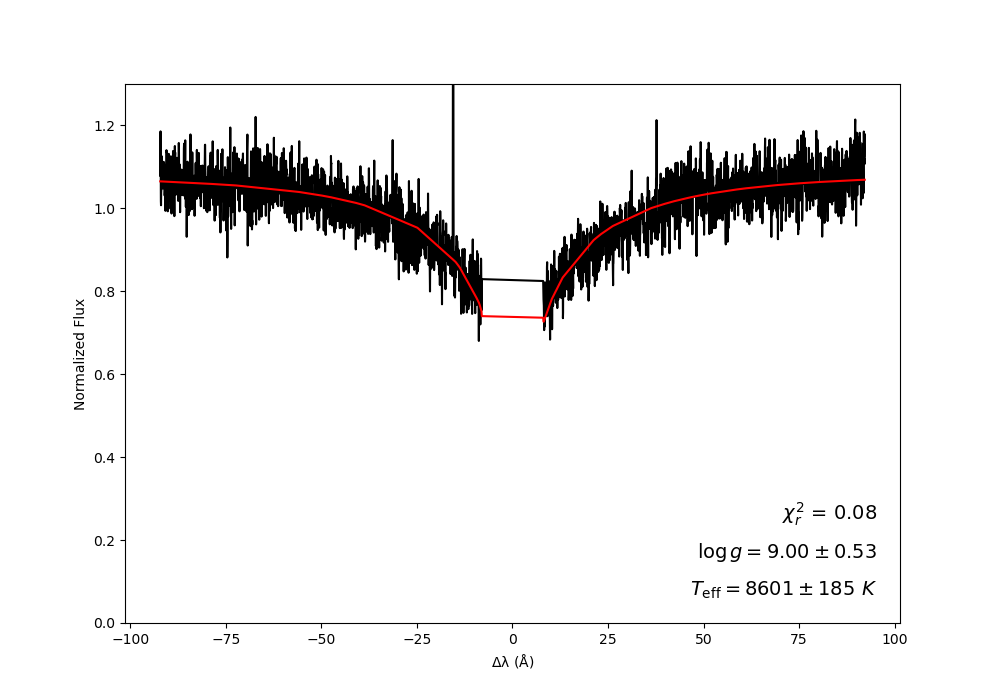 1.2
1.0
0.8
0.6
0.4
0.2
0.0
Normalized Flux
χ²ᵣ = 0.08
log g = 9.00 ± 0.53
T_eff = 8601 ± 185 K
−100 −75 −50 −25 0 25 50 75 100
Δλ (Å)